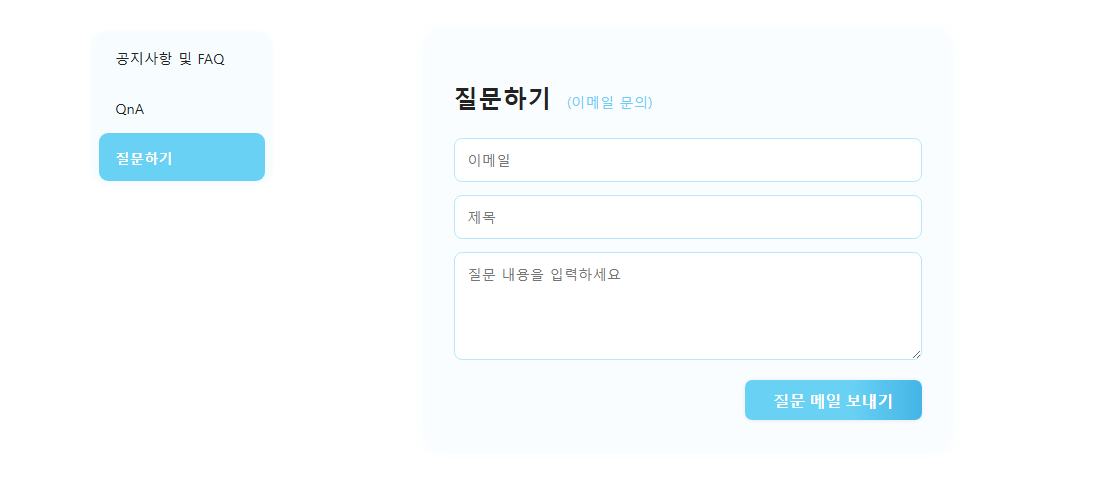 공지사항 및 FAQ
QnA
질문하기
질문하기 (이메일 문의)
이메일
제목
질문 내용을 입력하세요
질문 메일 보내기